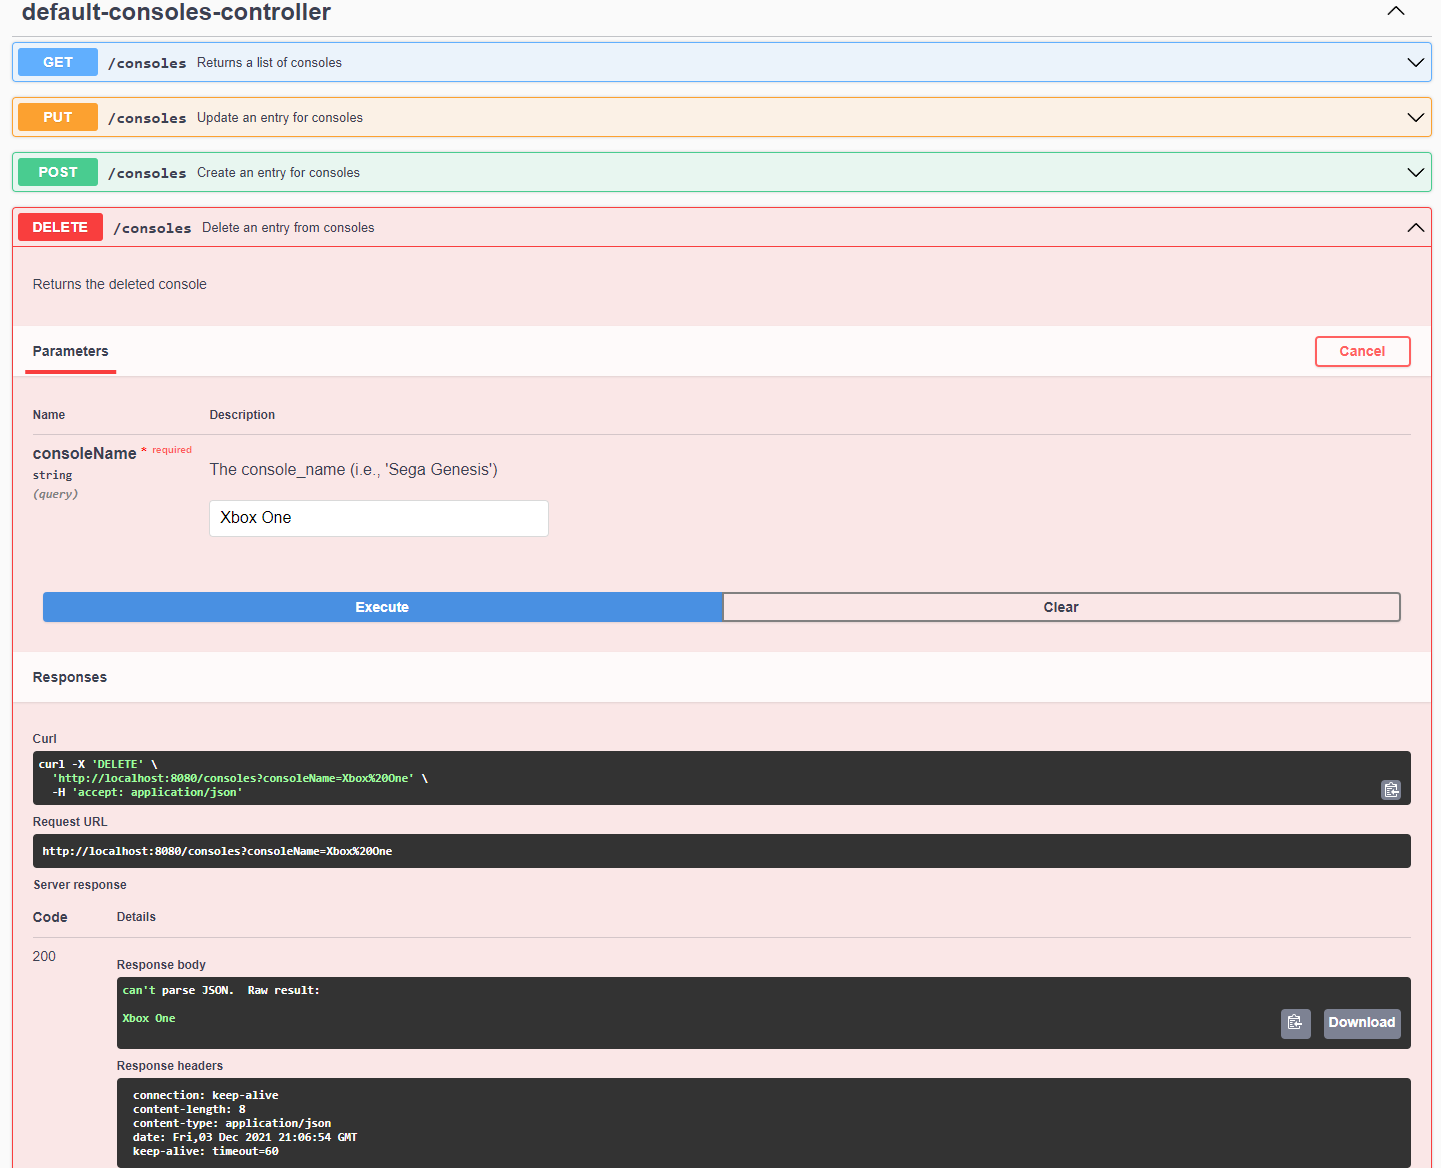 default-consoles-controller
GET /consoles Returns a list of consoles
PUT /consoles Update an entry for consoles
POST /consoles Create an entry for consoles
DELETE /consoles Delete an entry from consoles
Returns the deleted console
Parameters
Cancel
Name Description
consoleName * required
string
(query)
The console_name (i.e., 'Sega Genesis')
Xbox One
Execute Clear
Responses
Curl
curl -X 'DELETE' \
'http://localhost:8080/consoles?consoleName=Xbox%20One' \
-H 'accept: application/json'
Request URL
http://localhost:8080/consoles?consoleName=Xbox%20One
Server response
Code Details
200
Response body
can't parse JSON.  Raw result:
Xbox One
Download
Response headers
connection: keep-alive
content-length: 8
content-type: application/json
date: Fri,03 Dec 2021 21:06:54 GMT
keep-alive: timeout=60